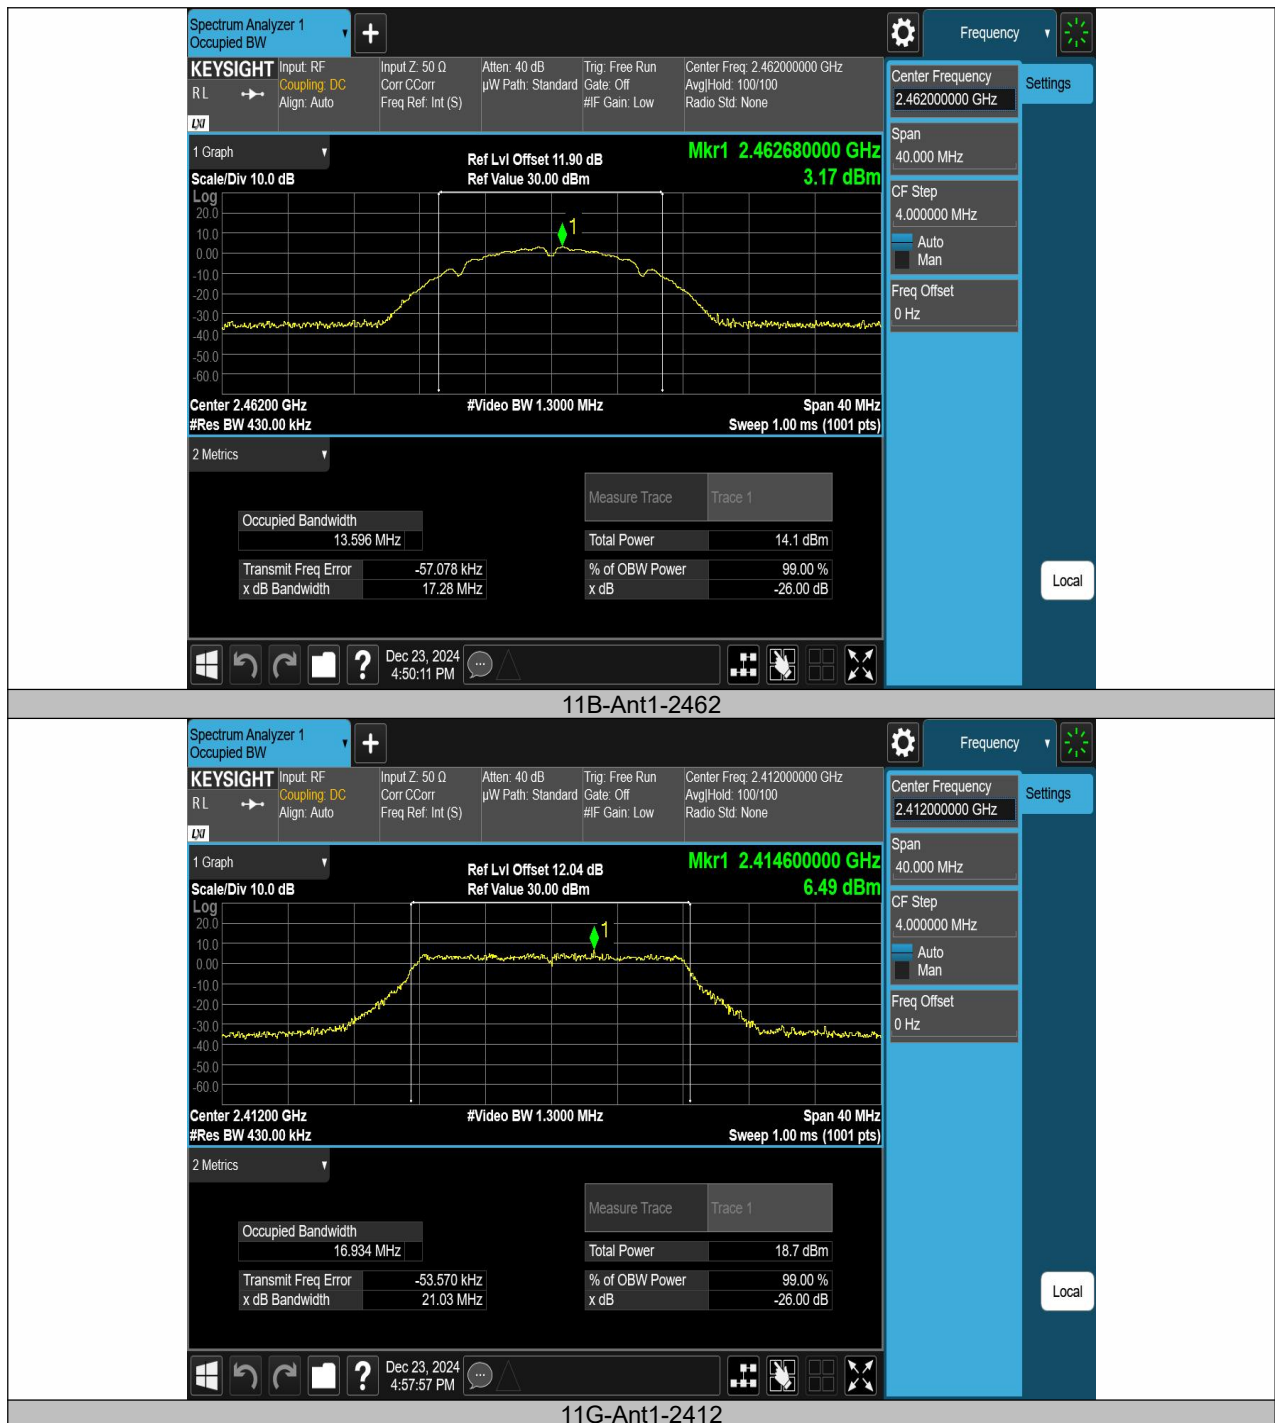 Spectrum Analyzer 1
Occupied BW
Frequency
KEYSIGHT
R L
LXI
Input: RF
Coupling: DC
Align: Auto
Input Z: 50 Ω
Corr CCorr
Freq Ref: Int (S)
Atten: 40 dB
µW Path: Standard
Trig: Free Run
Gate: Off
#IF Gain: Low
Center Freq: 2.462000000 GHz
Avg|Hold: 100/100
Radio Std: None
Center Frequency
2.462000000 GHz
Settings
Span
40.000 MHz
CF Step
4.000000 MHz
Auto
Man
Freq Offset
0 Hz
Local
1 Graph
Scale/Div 10.0 dB
Ref Lvl Offset 11.90 dB
Ref Value 30.00 dBm
Mkr1 2.462680000 GHz
3.17 dBm
Log
20.0
10.0
0.00
-10.0
-20.0
-30.0
-40.0
-50.0
-60.0
1
Center 2.46200 GHz
#Res BW 430.00 kHz
#Video BW 1.3000 MHz
Span 40 MHz
Sweep 1.00 ms (1001 pts)
2 Metrics
Measure Trace Trace 1
Occupied Bandwidth
13.596 MHz
Total Power 14.1 dBm
Transmit Freq Error -57.078 kHz
% of OBW Power 99.00 %
x dB Bandwidth 17.28 MHz
x dB -26.00 dB
?
Dec 23, 2024
4:50:11 PM
11B-Ant1-2462
Spectrum Analyzer 1
Occupied BW
Frequency
KEYSIGHT
R L
LXI
Input: RF
Coupling: DC
Align: Auto
Input Z: 50 Ω
Corr CCorr
Freq Ref: Int (S)
Atten: 40 dB
µW Path: Standard
Trig: Free Run
Gate: Off
#IF Gain: Low
Center Freq: 2.412000000 GHz
Avg|Hold: 100/100
Radio Std: None
Center Frequency
2.412000000 GHz
Settings
Span
40.000 MHz
CF Step
4.000000 MHz
Auto
Man
Freq Offset
0 Hz
Local
1 Graph
Scale/Div 10.0 dB
Ref Lvl Offset 12.04 dB
Ref Value 30.00 dBm
Mkr1 2.414600000 GHz
6.49 dBm
Log
20.0
10.0
0.00
-10.0
-20.0
-30.0
-40.0
-50.0
-60.0
1
Center 2.41200 GHz
#Res BW 430.00 kHz
#Video BW 1.3000 MHz
Span 40 MHz
Sweep 1.00 ms (1001 pts)
2 Metrics
Measure Trace Trace 1
Occupied Bandwidth
16.934 MHz
Total Power 18.7 dBm
Transmit Freq Error -53.570 kHz
% of OBW Power 99.00 %
x dB Bandwidth 21.03 MHz
x dB -26.00 dB
?
Dec 23, 2024
4:57:57 PM
11G-Ant1-2412